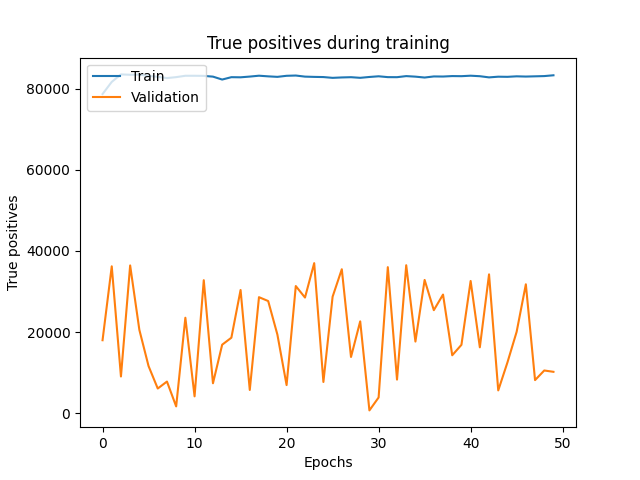 True positives during training
Train
Validation
True positives
80000
60000
40000
20000
0
0 10 20 30 40 50
Epochs